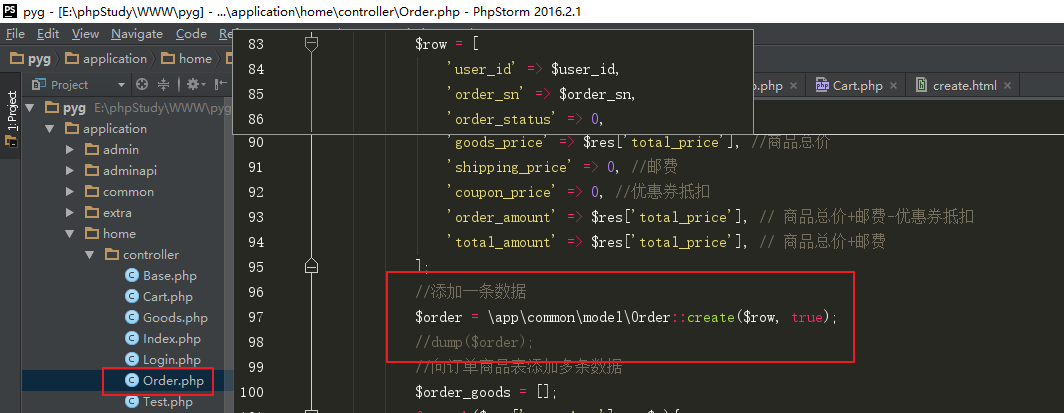 pyg - [E:\phpStudy\WWW\pyg] - ...\application\home\controller\Order.php - PhpStorm 2016.2.1
File Edit View Navigate Code
pyg application home
Project
Cart.php create.html
1: Project
pyg E:\phpStudy\WWW\pyg
application
admin
adminapi
common
extra
home
controller
Base.php
Cart.php
Goods.php
Index.php
Login.php
Order.php
Test.php
83 $row = [
84 'user_id' => $user_id,
85 'order_sn' => $order_sn,
86 'order_status' => 0,
90 'goods_price' => $res['total_price'], //商品总价
91 'shipping_price' => 0, //邮费
92 'coupon_price' => 0, //优惠券抵扣
93 'order_amount' => $res['total_price'], // 商品总价+邮费-优惠券抵扣
94 'total_amount' => $res['total_price'], // 商品总价+邮费
95 ];
96 //添加一条数据
97 $order = \app\common\model\Order::create($row, true);
98 //dump($order);
99 //向订单商品表添加多条数据
100 $order_goods = [];